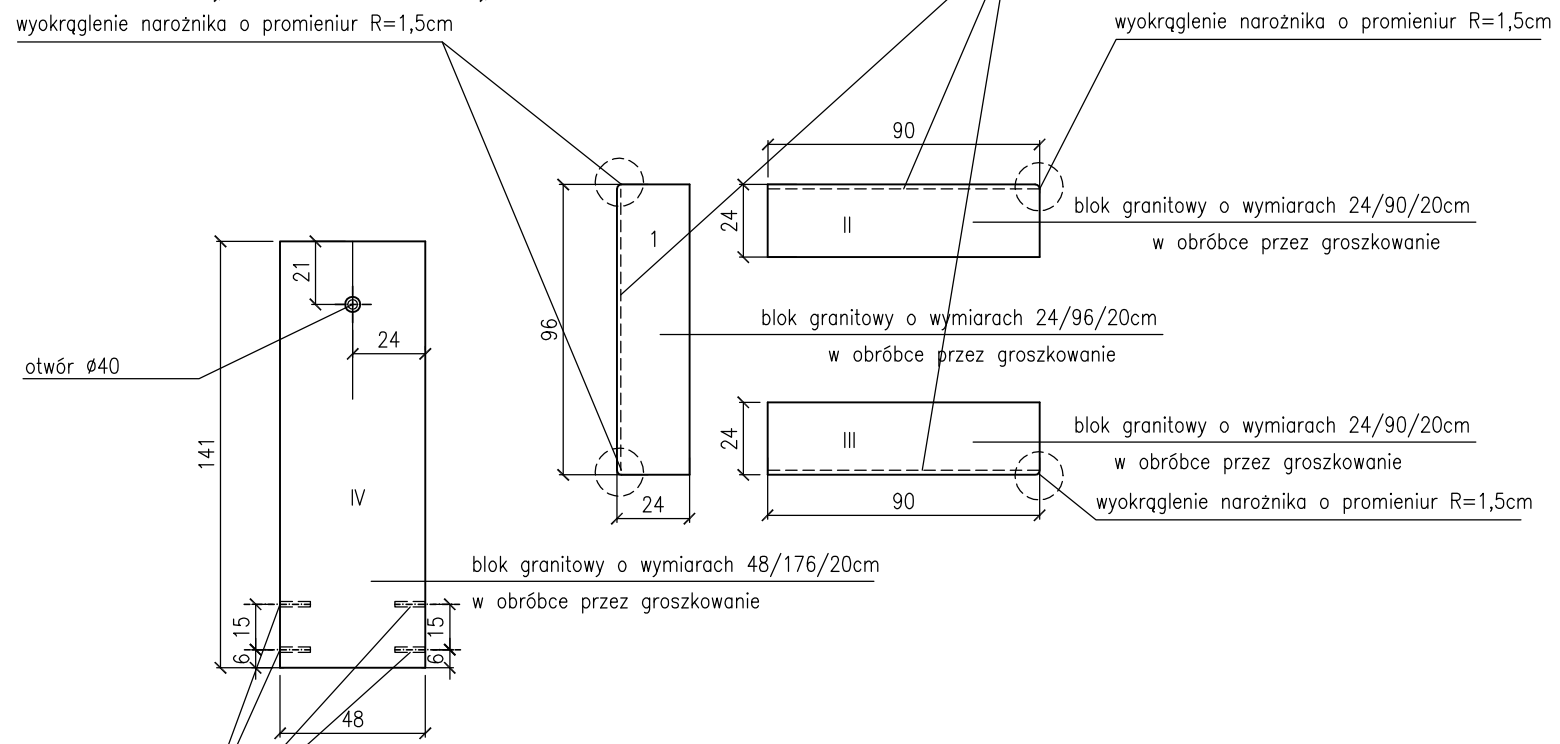 wyokrąglenie narożnika o promieniur R=1,5cm
wyokrąglenie narożnika o promieniur R=1,5cm
90
24
II
blok granitowy o wymiarach 24/90/20cm
w obróbce przez groszkowanie
1
96
24
blok granitowy o wymiarach 24/96/20cm
w obróbce przez groszkowanie
21
24
otwór ø40
141
IV
24
III
blok granitowy o wymiarach 24/90/20cm
w obróbce przez groszkowanie
90
wyokrąglenie narożnika o promieniur R=1,5cm
blok granitowy o wymiarach 48/176/20cm
w obróbce przez groszkowanie
15
6
15
6
48